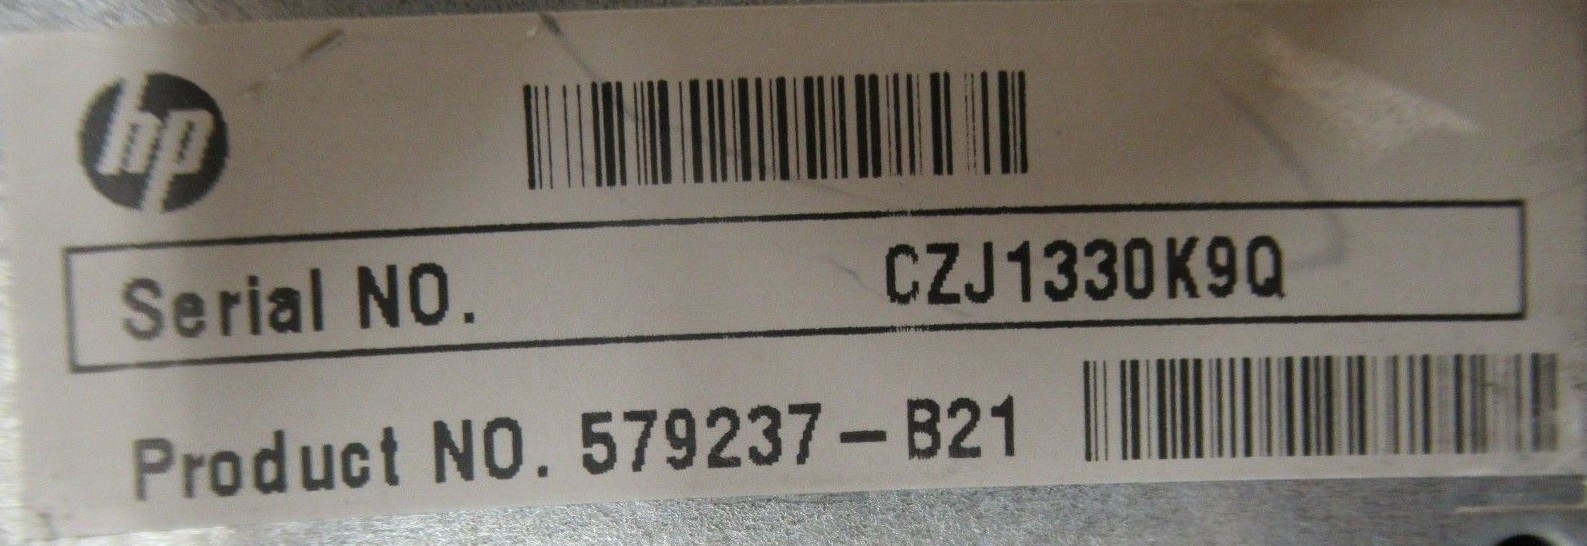 hp
Serial NO. CZJ1330K9Q
Product NO. 579237-B21